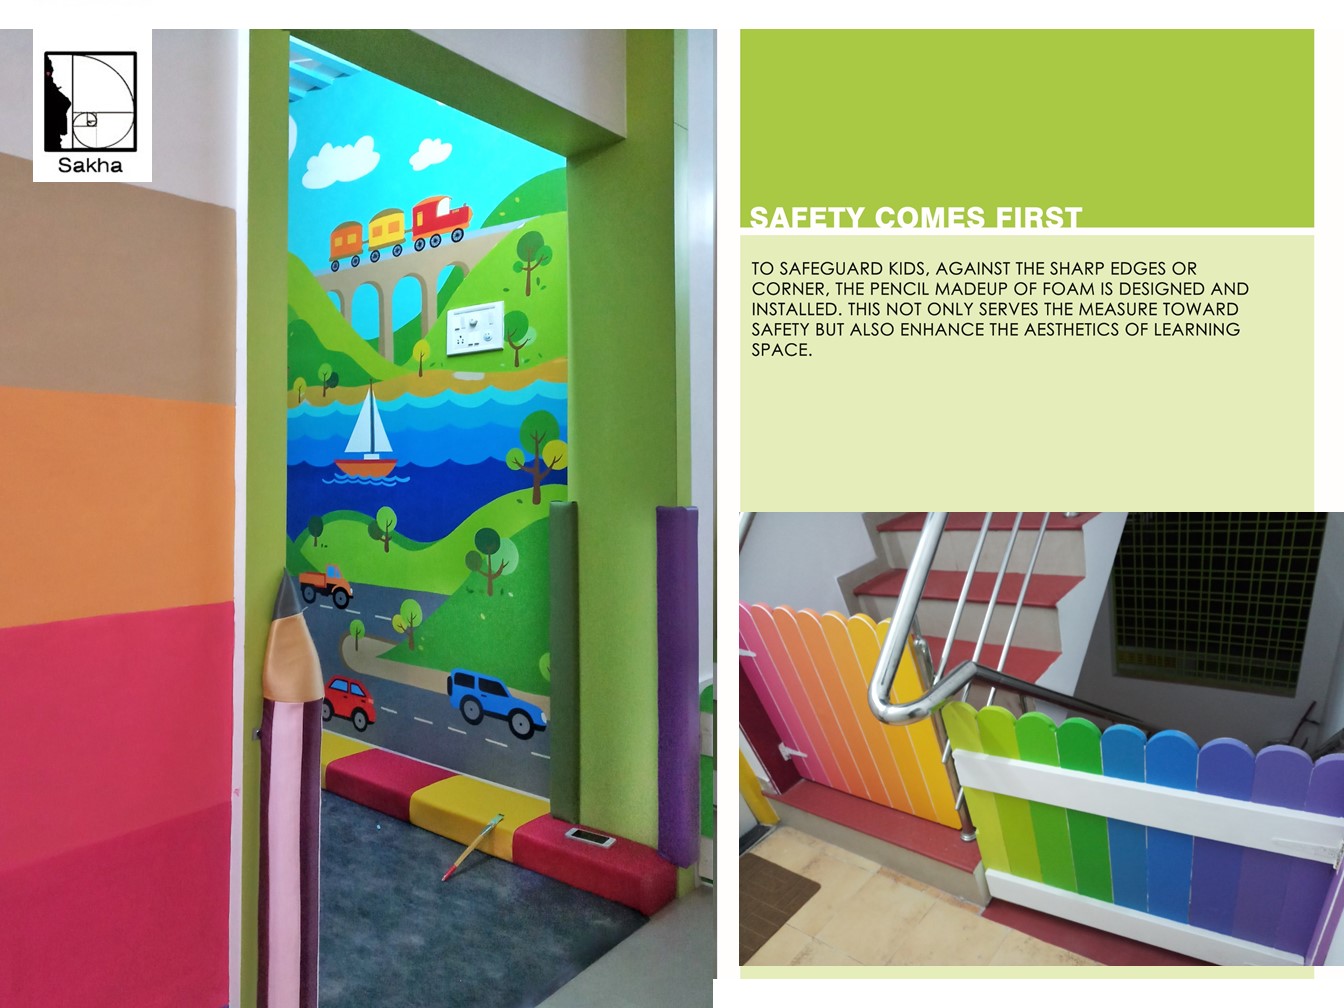 Sakha
SAFETY COMES FIRST
TO SAFEGUARD KIDS, AGAINST THE SHARP EDGES OR
CORNER, THE PENCIL MADEUP OF FOAM IS DESIGNED AND
INSTALLED. THIS NOT ONLY SERVES THE MEASURE TOWARD
SAFETY BUT ALSO ENHANCE THE AESTHETICS OF LEARNING
SPACE.